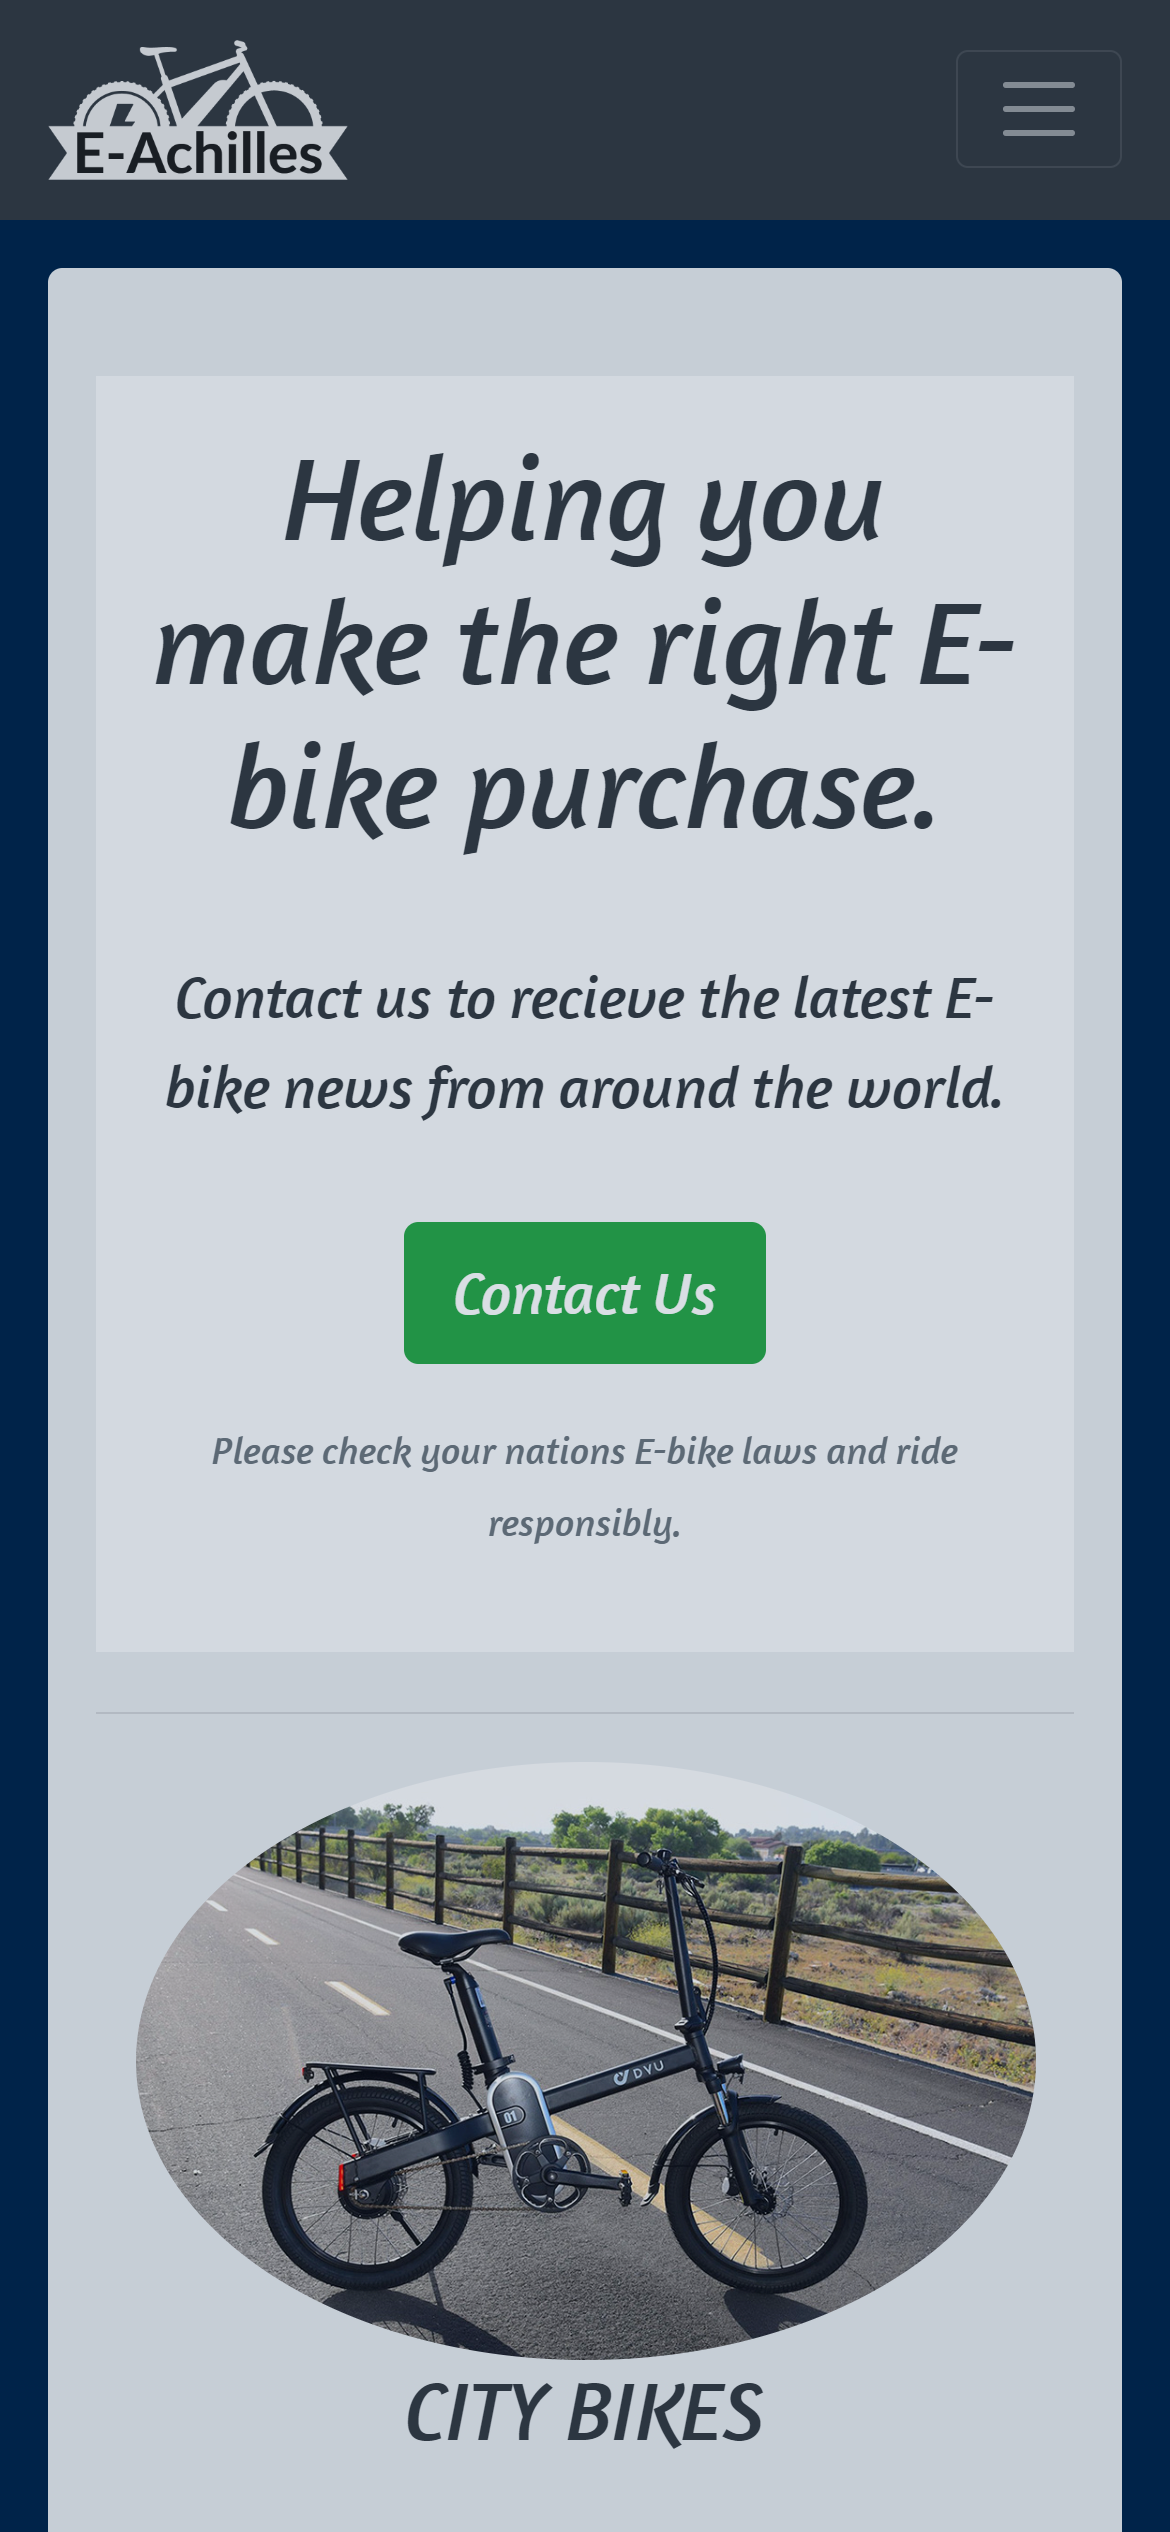 E-Achilles
Helping you
make the right E-
bike purchase.
Contact us to recieve the latest E-
bike news from around the world.
Contact Us
Please check your nations E-bike laws and ride
responsibly.
DYU
01
CITY BIKES